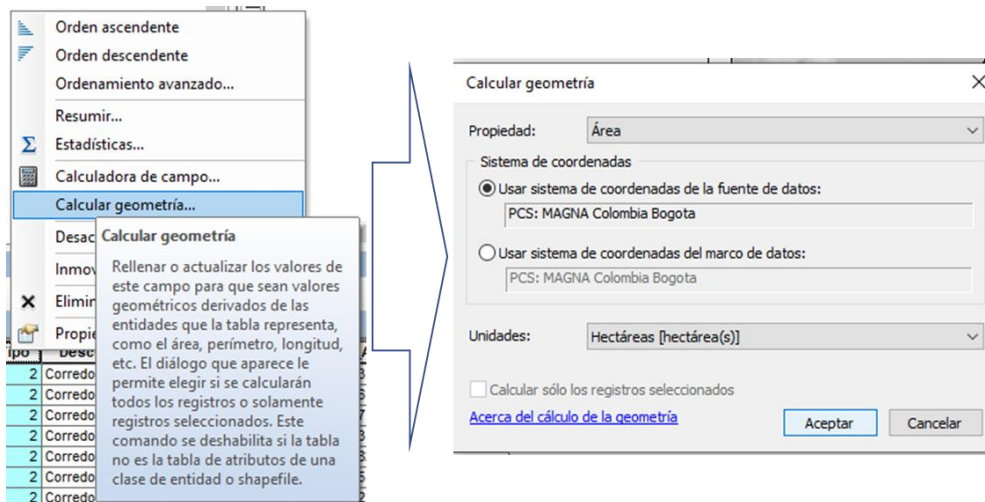 Orden ascendente
Orden descendente
Ordenamiento avanzado...
Resumir...
Σ Estadísticas...
Calculadora de campo...
Calcular geometría...
Desac
Inmov
Elimin
Propie
Calcular geometría
Rellenar o actualizar los valores de
este campo para que sean valores
geométricos derivados de las
entidades que la tabla representa,
como el área, perímetro, longitud,
etc. El diálogo que aparece le
permite elegir si se calcularán
todos los registros o solamente
registros seleccionados. Este
comando se deshabilita si la tabla
no es la tabla de atributos de una
clase de entidad o shapefile.
ipo Desc
2 Corredo
2 Corredo
2 Corredo
2 Corredo
2 Corredo
2 Corredo
2 Corredo
Calcular geometría
Propiedad: Área
Sistema de coordenadas
Usar sistema de coordenadas de la fuente de datos:
PCS: MAGNA Colombia Bogota
Usar sistema de coordenadas del marco de datos:
PCS: MAGNA Colombia Bogota
Unidades: Hectáreas [hectárea(s)]
Calcular sólo los registros seleccionados
Acerca del cálculo de la geometría
Aceptar Cancelar